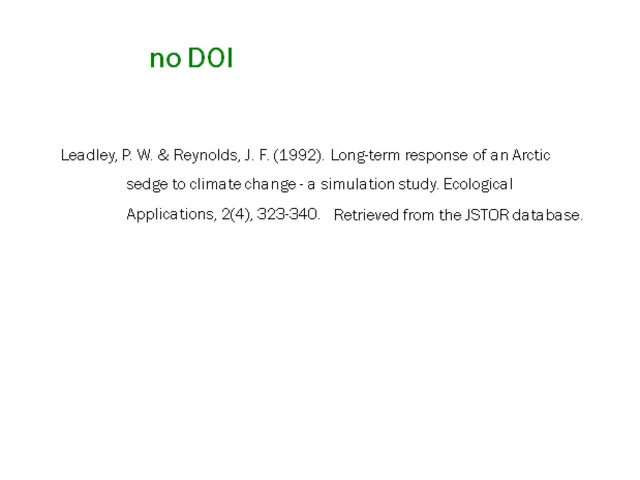 no DOI
Leadley, P. W. & Reynolds, J. F. (1992). Long-term response of an Arctic
sedge to climate change - a simulation study. Ecological
Applications, 2(4), 323-340. Retrieved from the JSTOR database.